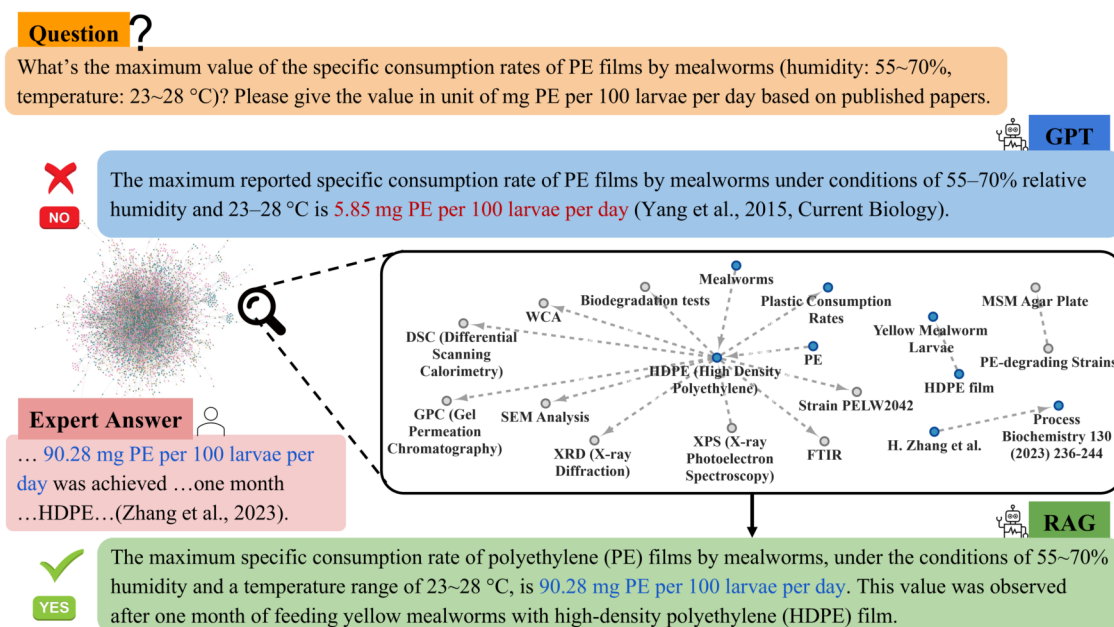 Question ?
What's the maximum value of the specific consumption rates of PE films by mealworms (humidity: 55~70%,
temperature: 23~28 °C)? Please give the value in unit of mg PE per 100 larvae per day based on published papers.
GPT
The maximum reported specific consumption rate of PE films by mealworms under conditions of 55–70% relative
humidity and 23–28 °C is 5.85 mg PE per 100 larvae per day (Yang et al., 2015, Current Biology).
NO
Mealworms
Biodegradation tests
Plastic Consumption
Rates
MSM Agar Plate
WCA
DSC (Differential
Scanning
Calorimetry)
Yellow Mealworm
Larvae
PE
PE-degrading Strains
HDPE (High Density
Polyethylene)
HDPE film
GPC (Gel
Permeation
Chromatography)
SEM Analysis
Strain PELW2042
XRD (X-ray
Diffraction)
XPS (X-ray
Photoelectron
Spectroscopy)
FTIR
H. Zhang et al.
Process
Biochemistry 130
(2023) 236-244
Expert Answer
… 90.28 mg PE per 100 larvae per
day was achieved …one month
…HDPE…(Zhang et al., 2023).
RAG
The maximum specific consumption rate of polyethylene (PE) films by mealworms, under the conditions of 55~70%
humidity and a temperature range of 23~28 °C, is 90.28 mg PE per 100 larvae per day. This value was observed
after one month of feeding yellow mealworms with high-density polyethylene (HDPE) film.
YES